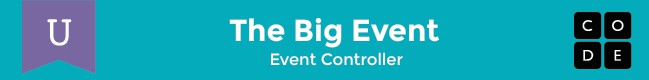 U
The Big Event
Event Controller
C O
D E